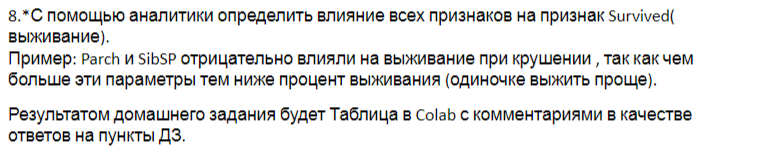 8.*С помощью аналитики определить влияние всех признаков на признак Survived(
выживание).
Пример: Parch и SibSP отрицательно влияли на выживание при крушении , так как чем
больше эти параметры тем ниже процент выживания (одиночке выжить проще).
Результатом домашнего задания будет Таблица в Colab с комментариями в качестве
ответов на пункты ДЗ.